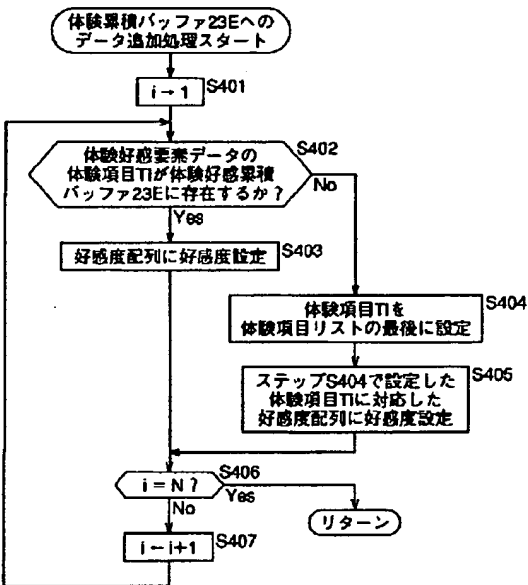 体験累積バッファ23Eへの
データ追加処理スタート
i→1
S401
体験好感要素データの
体験項目TIが体験好感累積
バッファ23Eに存在するか?
S402
No
Yes
好感度配列に好感度設定
S403
体験項目TIを
体験項目リストの最後に設定
S404
ステップS404で設定した
体験項目TIに対応した
好感度配列に好感度設定
S405
i=N?
S406
Yes
No
リターン
i←i+1
S407